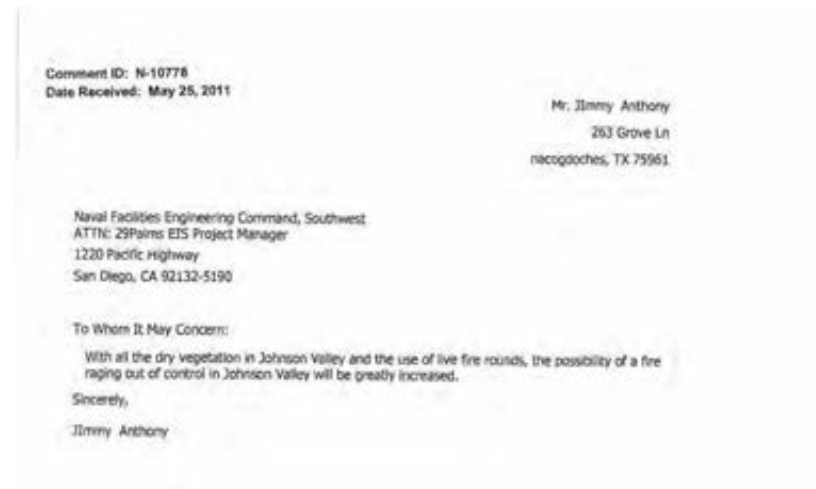 Comment ID: N-10778
Date Received: May 25, 2011
Mr. JImmy Anthony
263 Grove Ln
nacogdoches, TX 75961
Naval Facilities Engineering Command, Southwest
ATTN: 29Palms EIS Project Manager
1220 Pacific Highway
San Diego, CA 92132-5190
To Whom It May Concern:
With all the dry vegetation in Johnson Valley and the use of live fire rounds, the possibility of a fire
raging out of control in Johnson Valley will be greatly increased.
Sincerely,
JImmy Anthony